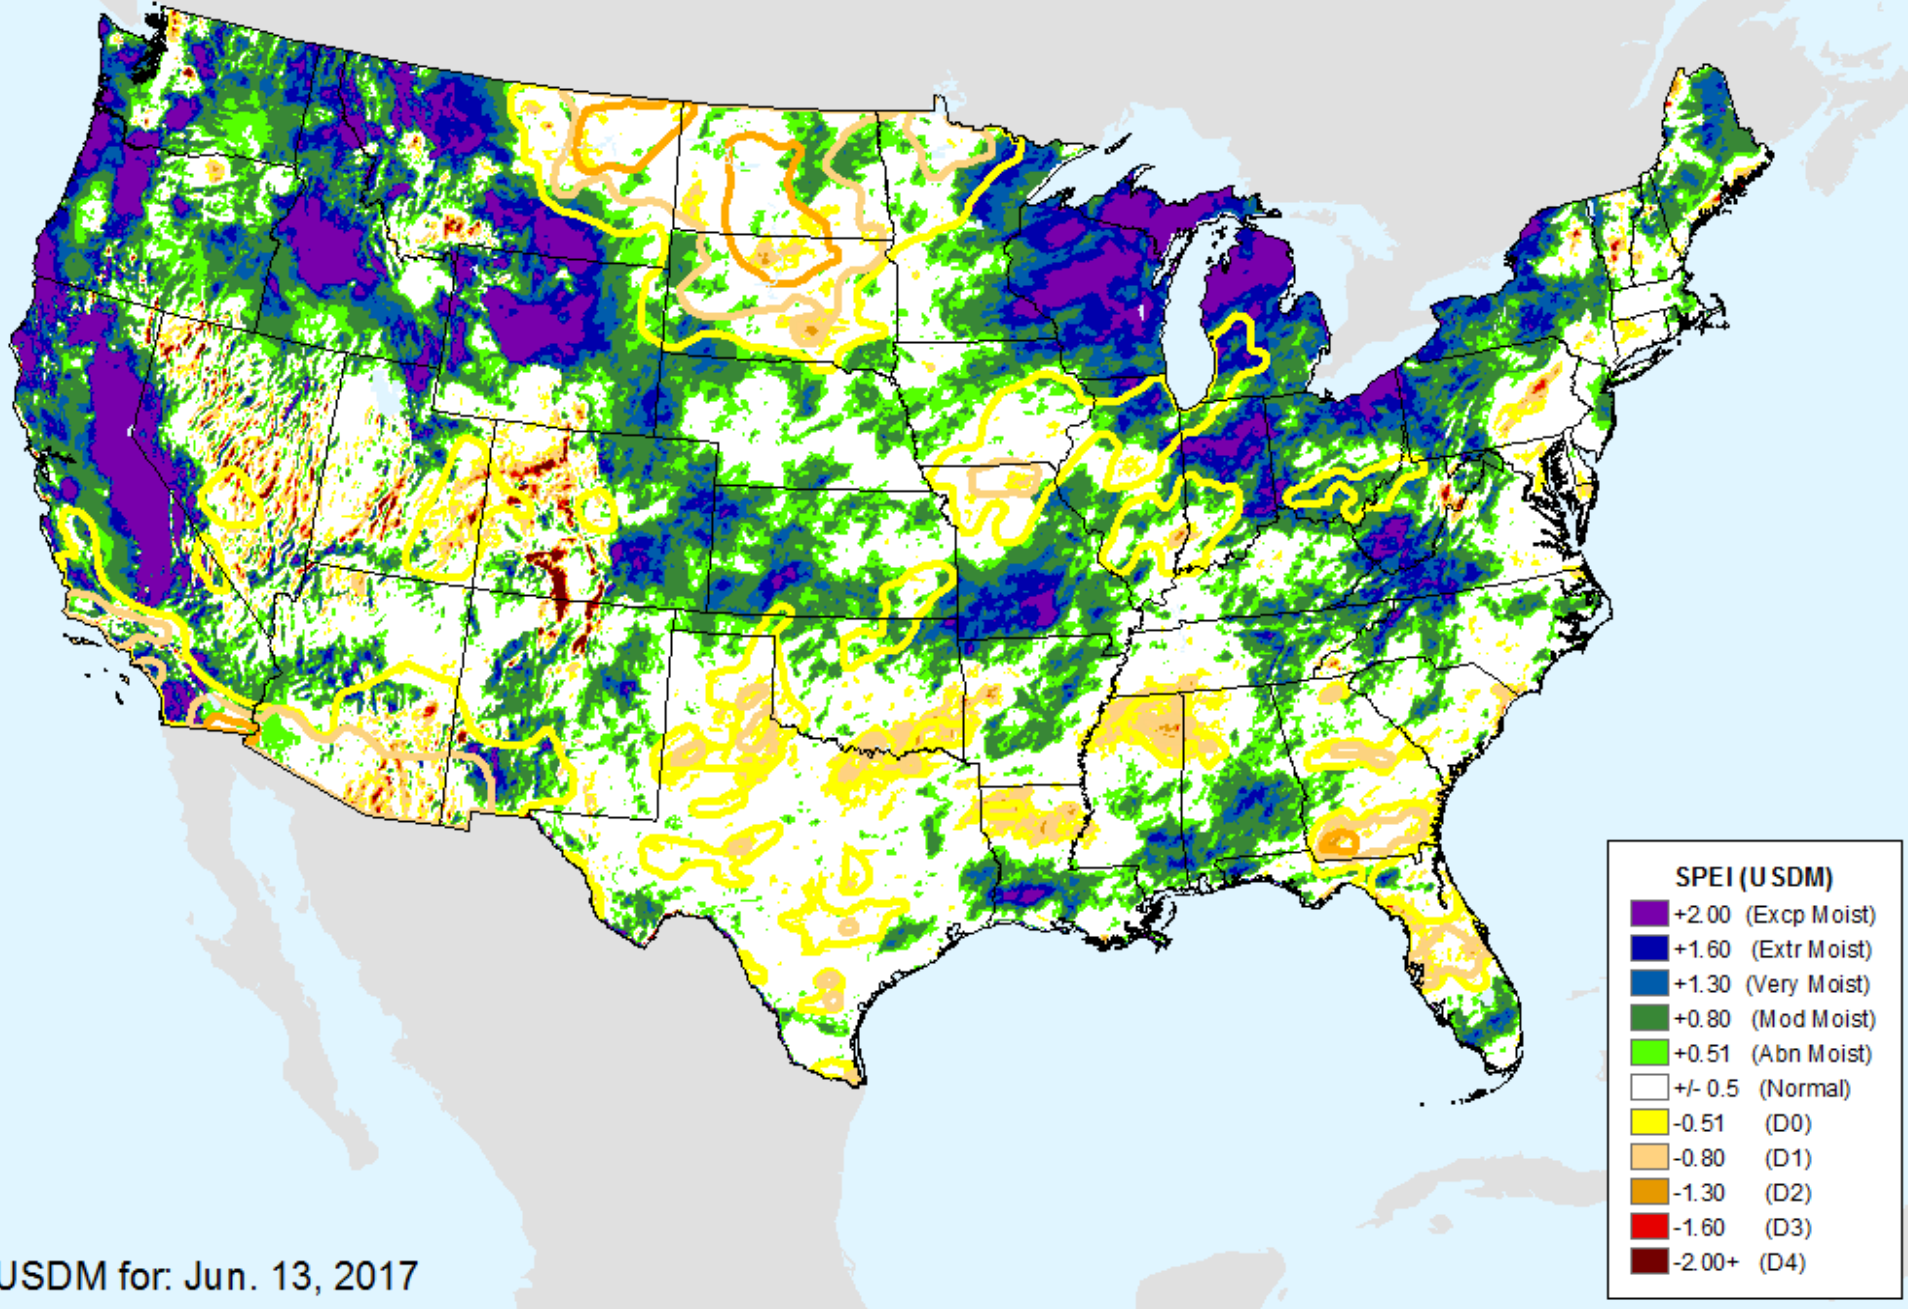 SPEI (USDM)
+2.00 (Excp Moist)
+1.60 (Extr Moist)
+1.30 (Very Moist)
+0.80 (Mod Moist)
+0.51 (Abn Moist)
+/- 0.5 (Normal)
-0.51 (D0)
-0.80 (D1)
-1.30 (D2)
-1.60 (D3)
-2.00+ (D4)
USDM for: Jun. 13, 2017